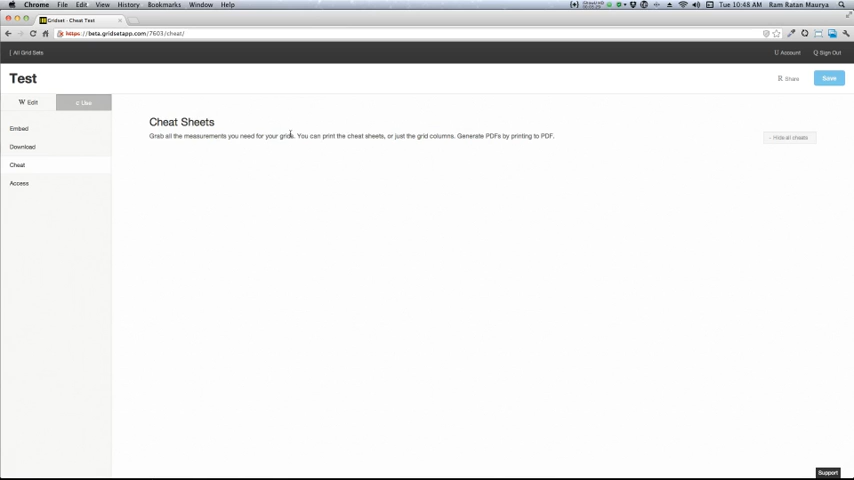 Chrome File Edit View History Bookmarks Window Help Tue 10:48 AM Ram Ratan Maurya
Gridset - Cheat Test
https://beta.gridsetapp.com/7603/cheat/
[ All Grid Sets U Account Q Sign Out
Test R Share Save
W Edit c Use
Embed
Download
Cheat
Access
Cheat Sheets
Grab all the measurements you need for your grids. You can print the cheat sheets, or just the grid columns. Generate PDFs by printing to PDF.
- Hide all sheets
Support